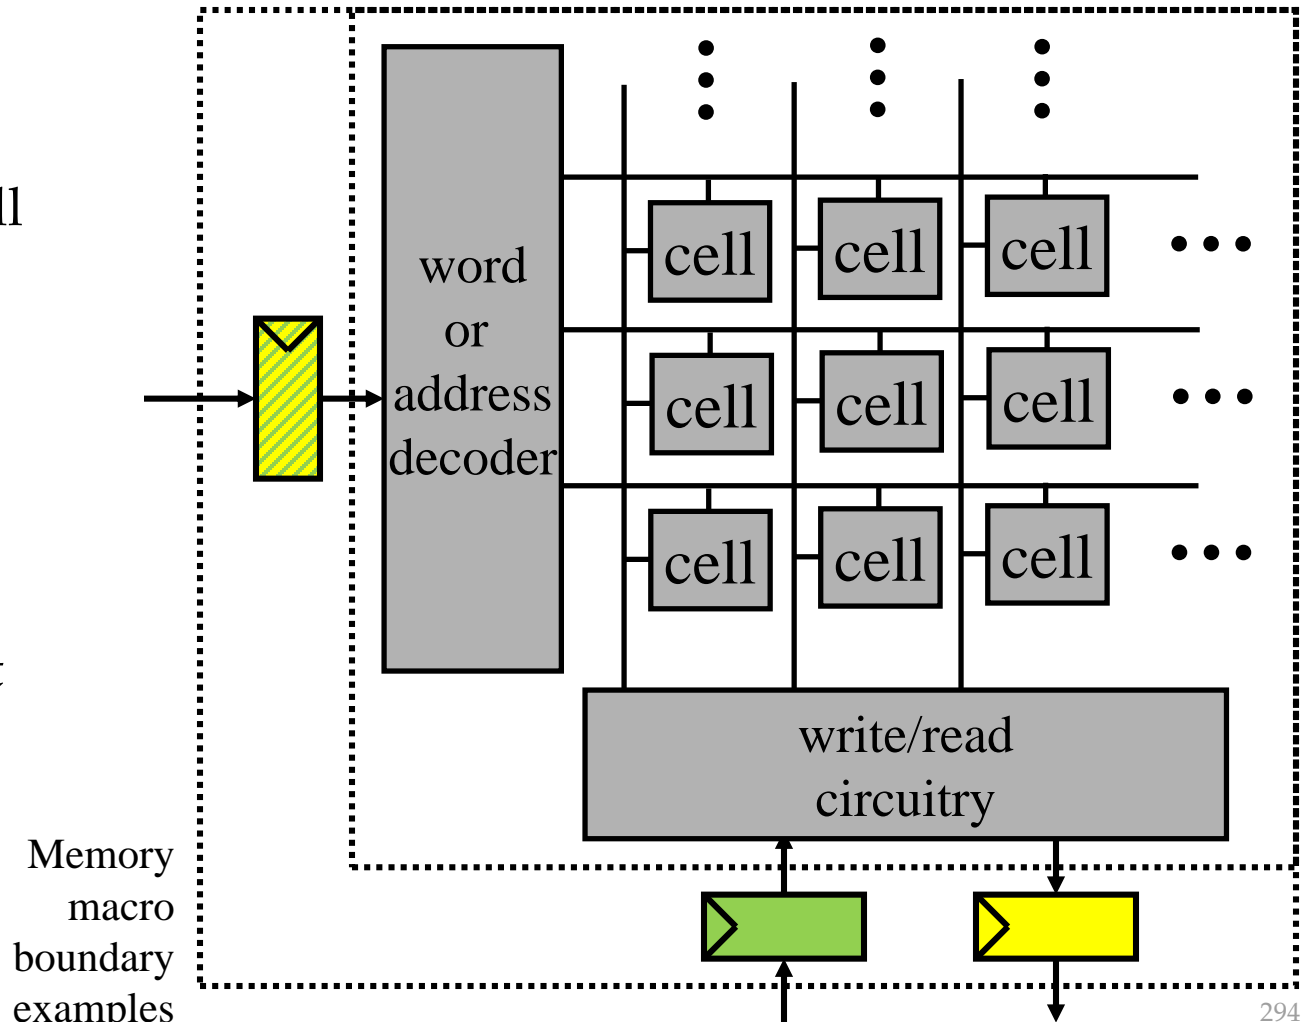 word
or
address
decoder
cell cell cell
cell cell cell
cell cell cell
write/read
circuitry
Memory
macro
boundary
examples
294